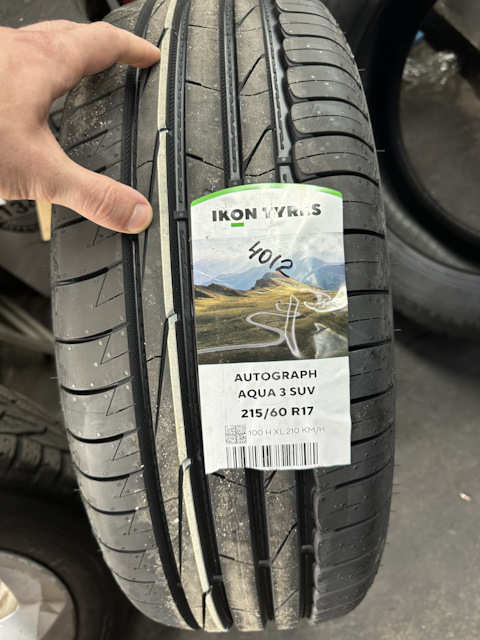 IKON TYRES
4012
AUTOGRAPH
AQUA 3 SUV
215/60 R17
100 H XL 210 KM/H